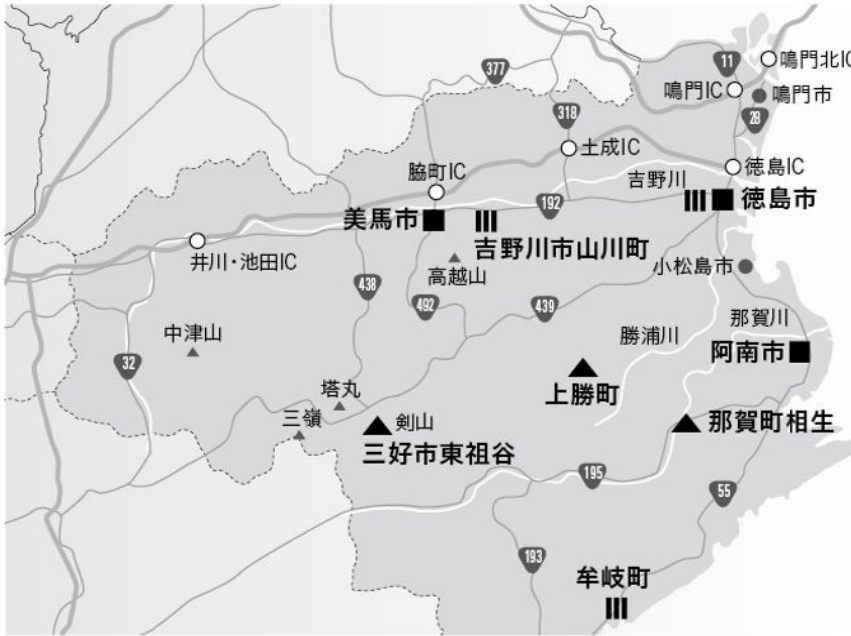 11
鳴門北IC
377
鳴門IC
鳴門市
318
28
土成IC
脇町IC
徳島IC
吉野川
192
徳島市
美馬市
吉野川市山川町
井川・池田IC
高越山
小松島市
438
492
439
那賀川
中津山
勝浦川
阿南市
32
上勝町
塔丸
三嶺
剣山
那賀町相生
三好市東祖谷
195
55
193
牟岐町